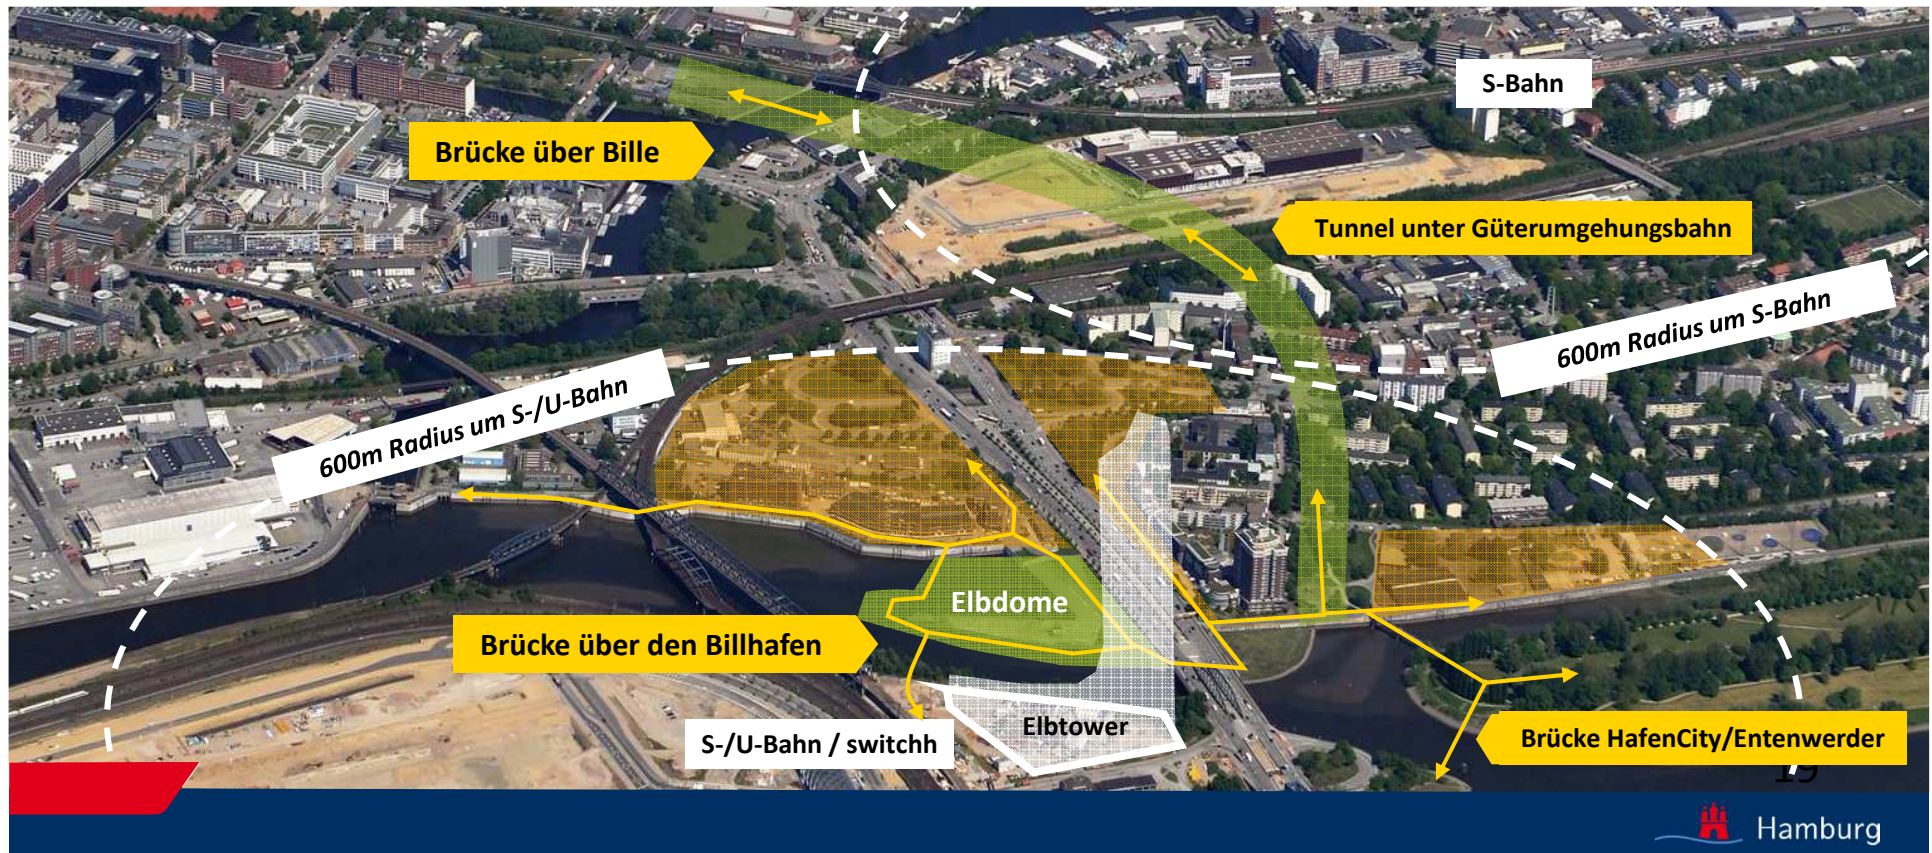 S-Bahn
Brücke über Bille
Tunnel unter Güterumgehungsbahn
600m Radius um S-Bahn
600m Radius um S-/U-Bahn
Elbdome
Brücke über den Billhafen
Elbtower
S-/U-Bahn / switchh
Brücke HafenCity/Entenwerder
19
Hamburg